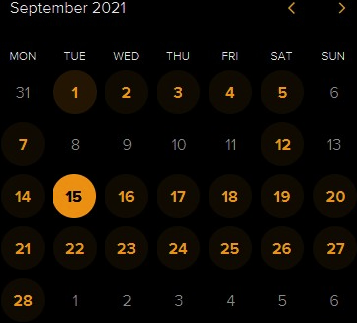 September 2021
MON TUE WED THU FRI SAT SUN
31 1 2 3 4 5 6
7 8 9 10 11 12 13
14 15 16 17 18 19 20
21 22 23 24 25 26 27
28 1 2 3 4 5 6